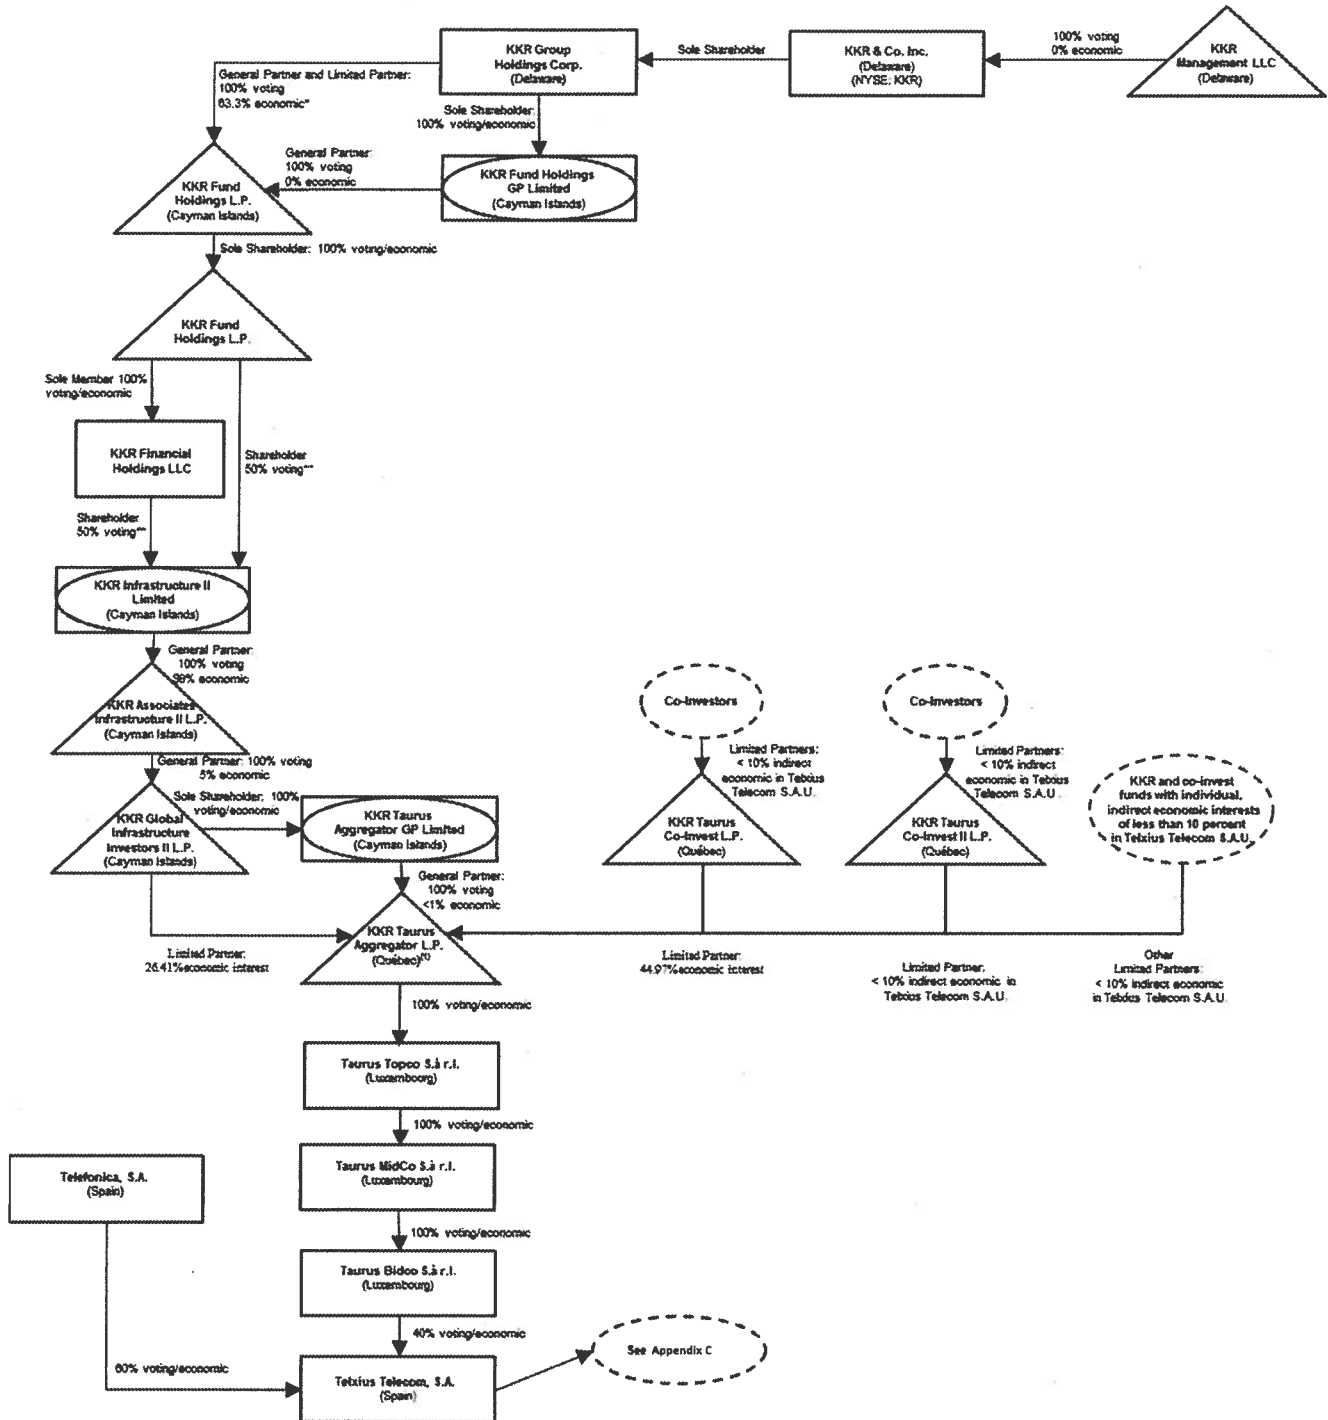 KKR Group
Holdings Corp.
(Delaware)
Sole Shareholder
KKR & Co. Inc.
(Delaware)
(NYSE: KKR)
100% voting
0% economic
KKR
Management LLC
(Delaware)
General Partner and Limited Partner:
100% voting
63.3% economic*
Sole Shareholder:
100% voting/economic
General Partner:
100% voting
0% economic
KKR Fund
Holdings L.P.
(Cayman Islands)
KKR Fund Holdings
GP Limited
(Cayman Islands)
Sole Shareholder: 100% voting/economic
KKR Fund
Holdings L.P.
Sole Member 100%
voting/economic
KKR Financial
Holdings LLC
Shareholder
50% voting***
Shareholder
50% voting***
KKR Infrastructure II
Limited
(Cayman Islands)
General Partner:
100% voting
98% economic
KKR Associates
Infrastructure II L.P.
(Cayman Islands)
General Partner: 100% voting
5% economic
Sole Shareholder: 100%
voting/economic
KKR Global
Infrastructure
Investors II L.P.
(Cayman Islands)
KKR Taurus
Aggregator GP Limited
(Cayman Islands)
General Partner:
100% voting
<1% economic
Co-Investors
Limited Partners:
< 10% indirect
economic in Telxius
Telecom S.A.U.
KKR Taurus
Co-Invest L.P.
(Québec)
Co-Investors
Limited Partners:
< 10% indirect
economic in Telxius
Telecom S.A.U.
KKR Taurus
Co-Invest II L.P.
(Québec)
KKR and co-invest
funds with individual,
indirect economic interests
of less than 10 percent
in Telxius Telecom S.A.U.
KKR Taurus
Aggregator L.P.
(Québec)(1)
Limited Partner:
26.41% economic interest
Limited Partner:
44.97% economic interest
Limited Partner:
< 10% indirect economic in
Telxius Telecom S.A.U.
Other
Limited Partners:
< 10% indirect economic
in Telxius Telecom S.A.U.
100% voting/economic
Taurus Topco S.à r.l.
(Luxembourg)
100% voting/economic
Taurus MidCo S.à r.l.
(Luxembourg)
100% voting/economic
Telefonica, S.A.
(Spain)
Taurus Bidco S.à r.l.
(Luxembourg)
40% voting/economic
60% voting/economic
Telxius Telecom, S.A.
(Spain)
See Appendix C